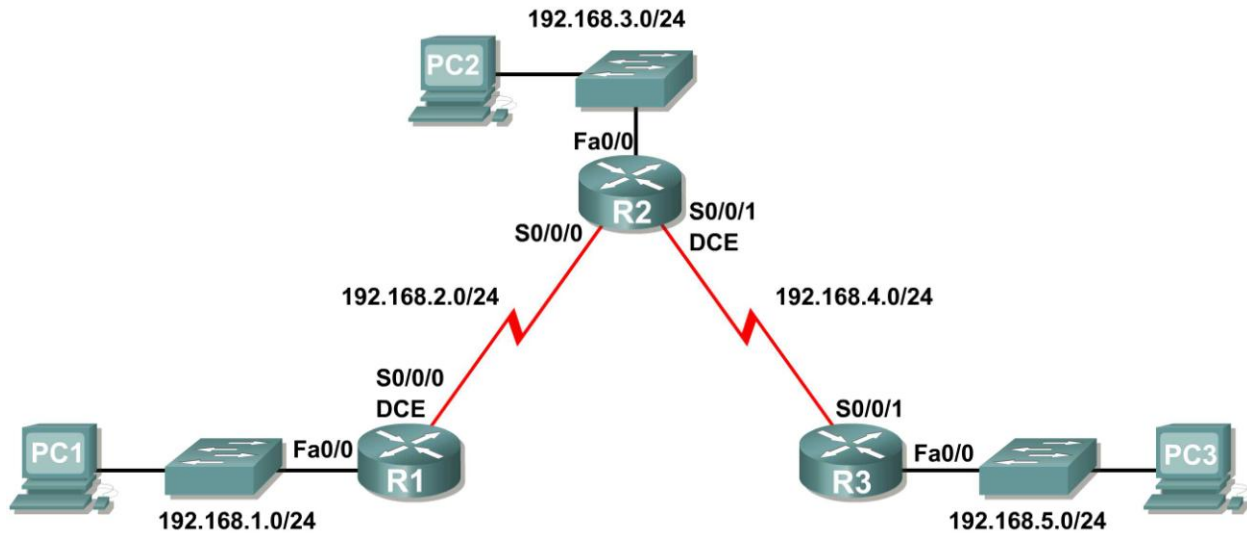 192.168.3.0/24
PC2
Fa0/0
R2
S0/0/1
DCE
S0/0/0
192.168.2.0/24
192.168.4.0/24
S0/0/0
DCE
S0/0/1
PC1
Fa0/0
R1
R3
Fa0/0
PC3
192.168.1.0/24
192.168.5.0/24